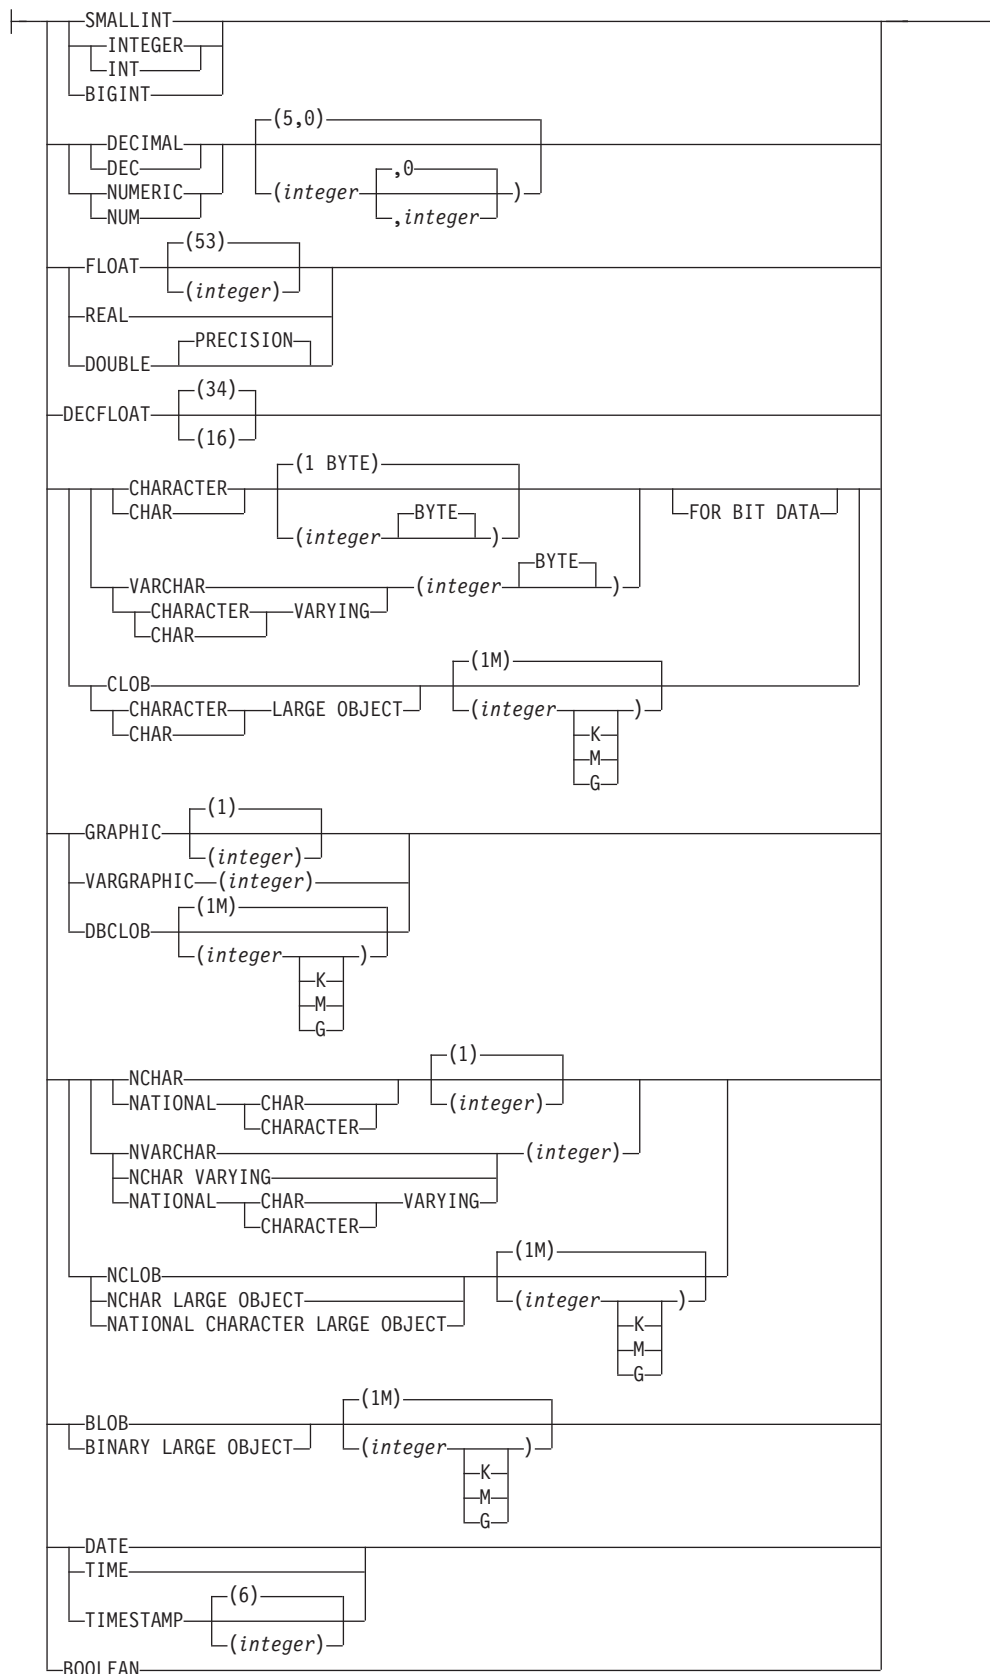 SMALLINT
INTEGER
INT
BIGINT
(5,0)
DECIMAL
DEC
,0
NUMERIC
(integer
)
NUM
,integer
(53)
FLOAT
(integer)
REAL
PRECISION
DOUBLE
(34)
DECFLOAT
(16)
(1 BYTE)
CHARACTER
CHAR
BYTE
FOR BIT DATA
(integer
)
BYTE
VARCHAR
(integer
)
CHARACTER
VARYING
CHAR
(1M)
CLOB
CHARACTER
LARGE OBJECT
(integer
)
CHAR
K
M
G
(1)
GRAPHIC
(integer)
VARGRAPHIC
(integer)
(1M)
DBCLOB
(integer
)
K
M
G
(1)
NCHAR
NATIONAL
CHAR
(integer)
CHARACTER
NVARCHAR
(integer)
NCHAR VARYING
NATIONAL
CHAR
VARYING
CHARACTER
(1M)
NCLOB
NCHAR LARGE OBJECT
(integer
)
NATIONAL CHARACTER LARGE OBJECT
K
M
G
(1M)
BLOB
BINARY LARGE OBJECT
(integer
)
K
M
G
DATE
TIME
(6)
TIMESTAMP
(integer)
BOOLEAN